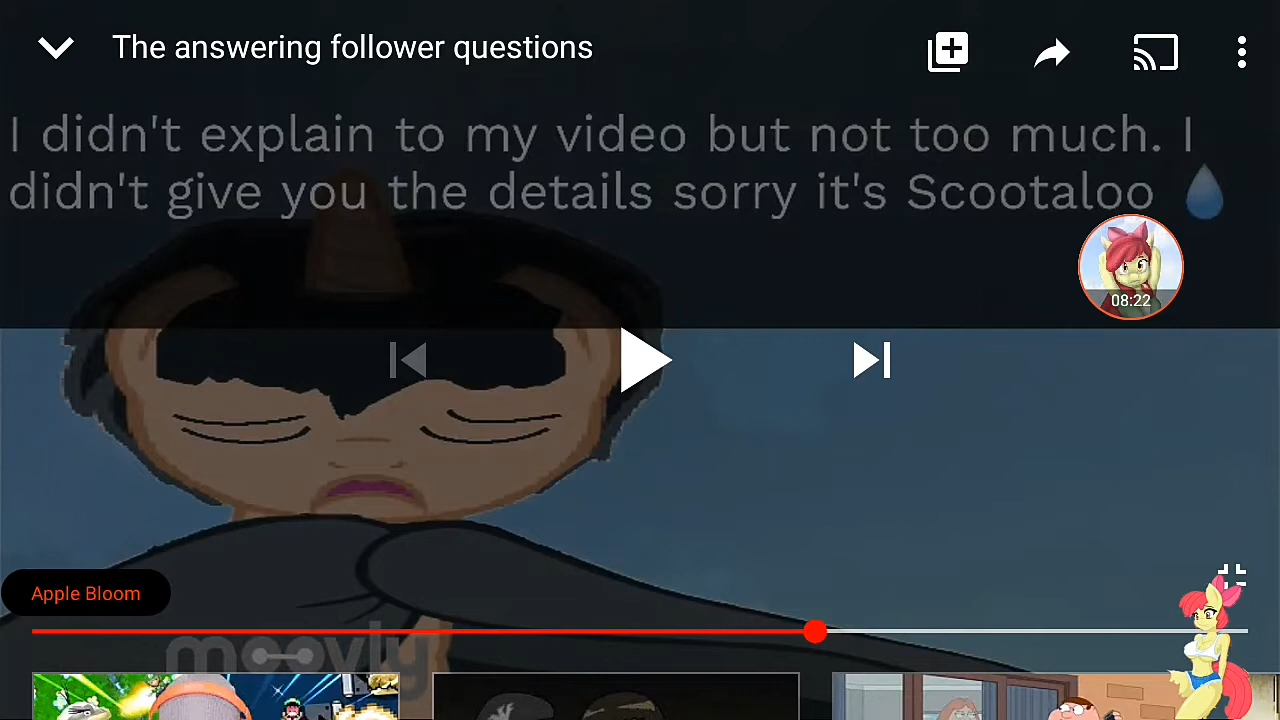 The answering follower questions
I didn't explain to my video but not too much. I
didn't give you the details sorry it's Scootaloo 💧
08:22
Apple Bloom
moovly